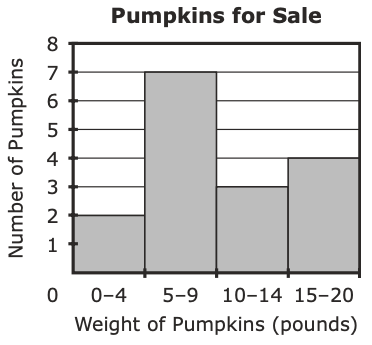 Pumpkins for Sale
Number of Pumpkins
8
7
6
5
4
3
2
1
0 0–4 5–9 10–14 15–20
Weight of Pumpkins (pounds)